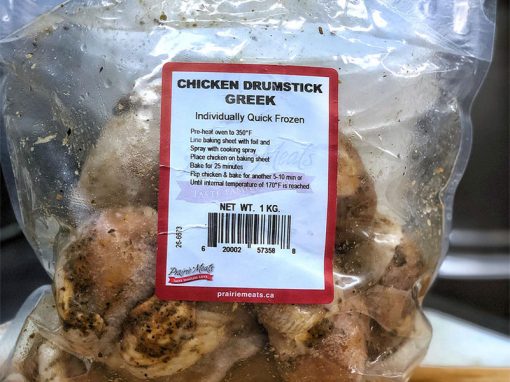 CHICKEN DRUMSTICK
GREEK
Individually Quick Frozen
Pre-heat oven to 350°F
Line baking sheet with foil and
Spray with cooking spray
Place chicken on baking sheet
Bake for 25 minutes
Flip chicken & bake for another 5-10 min or
Until internal temperature of 170°F is reached
NET WT. 1 KG.
26-6673
6 20002 57358 8
Prairie Meats
prairiemeats.ca